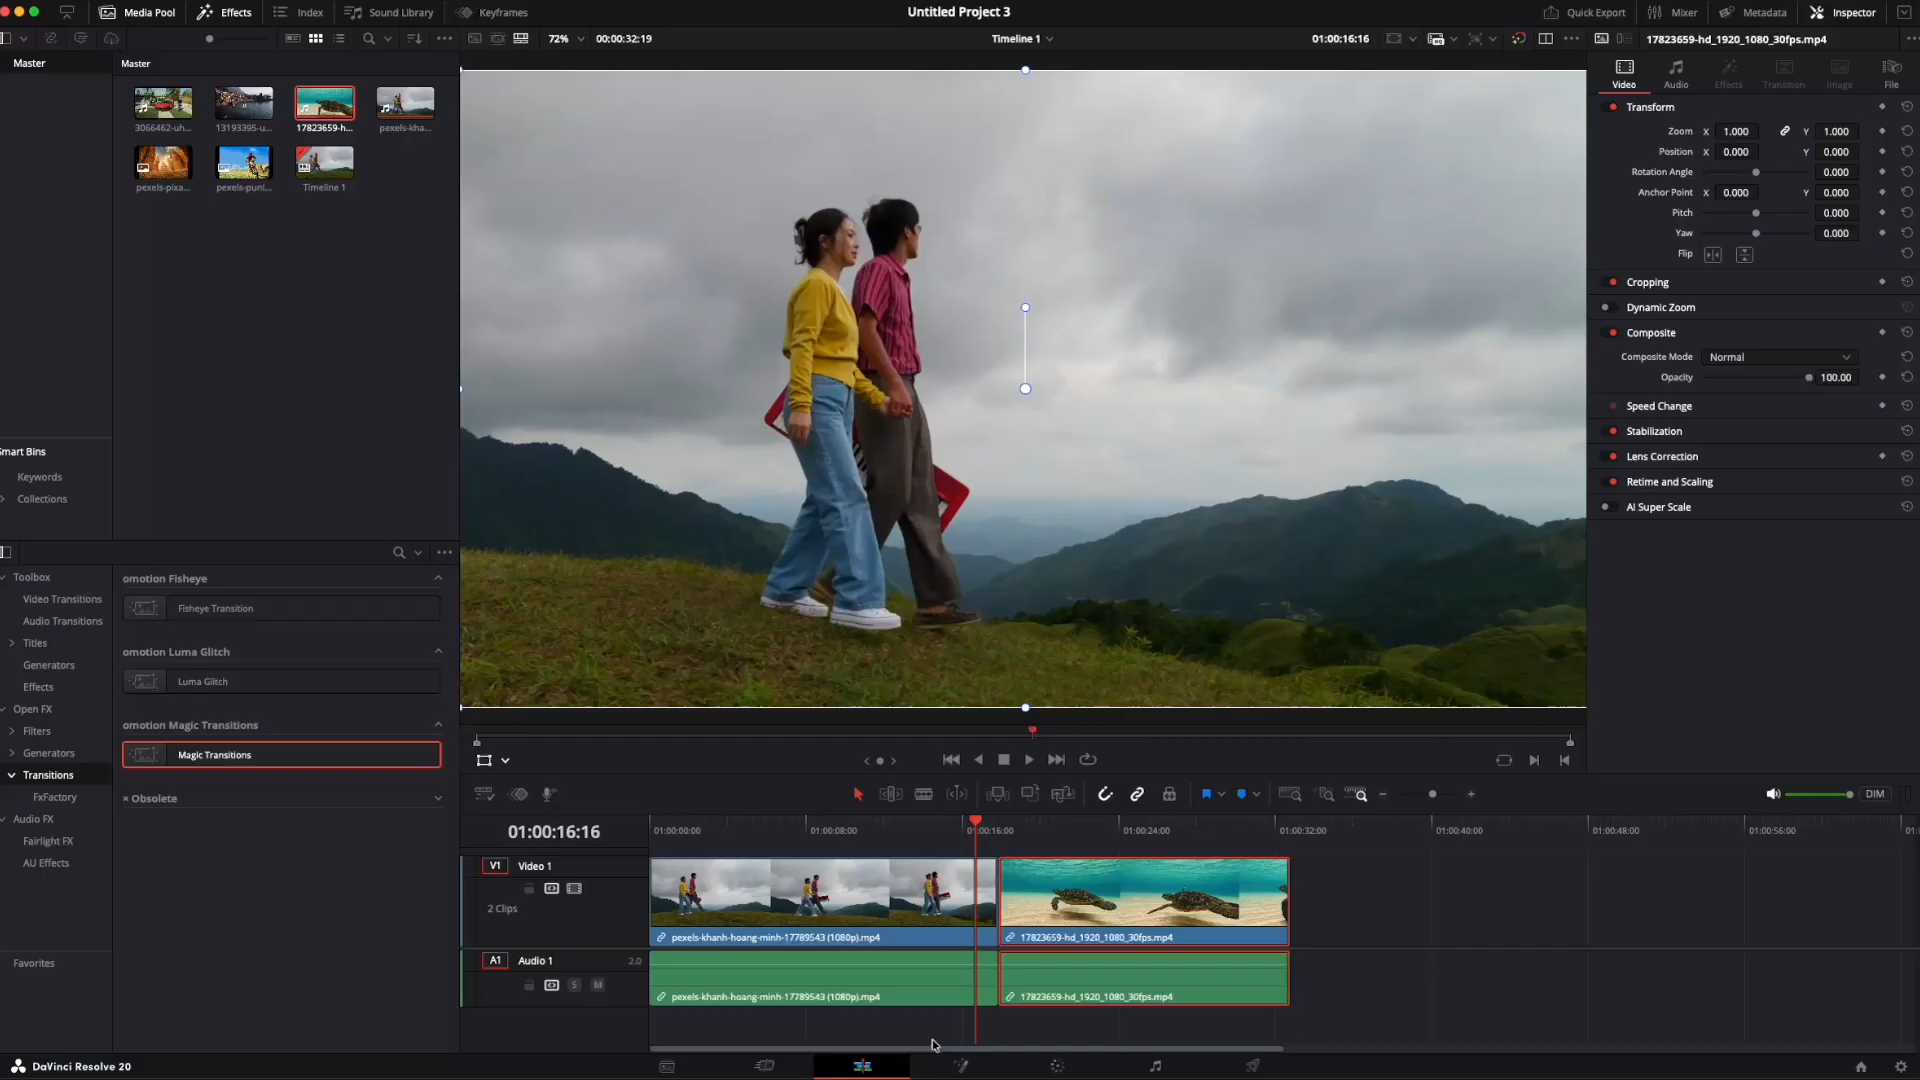 Media Pool
Effects
Index
Sound Library
Keyframes
Untitled Project 3
Quick Export
Mixer
Metadata
Inspector
72%
00:00:32:19
Timeline 1
01:00:16:16
17823659-hd_1920_1080_30fps.mp4
Master
Master
3066462-uh...
13193395-u...
17823659-h...
pexels-kha...
pexels-pixa...
pexels-punl...
Timeline 1
Smart Bins
Keywords
Collections
Video
Audio
Effects
Transition
Image
File
Transform
Zoom X 1.000 Y 1.000
Position X 0.000 Y 0.000
Rotation Angle 0.000
Anchor Point X 0.000 Y 0.000
Pitch 0.000
Yaw 0.000
Flip
Cropping
Dynamic Zoom
Composite
Composite Mode Normal
Opacity 100.00
Speed Change
Stabilization
Lens Correction
Retime and Scaling
AI Super Scale
Toolbox
Video Transitions
Audio Transitions
Titles
Generators
Effects
Open FX
Filters
Generators
Transitions
FxFactory
Audio FX
Fairlight FX
AU Effects
Favorites
omotion Fisheye
Fisheye Transition
omotion Luma Glitch
Luma Glitch
omotion Magic Transitions
Magic Transitions
× Obsolete
DIM
01:00:16:16
01:00:00:00
01:00:08:00
01:00:16:00
01:00:24:00
01:00:32:00
01:00:40:00
01:00:48:00
01:00:56:00
V1 Video 1
2 Clips
pexels-khanh-hoang-minh-17789543 (1080p).mp4
17823659-hd_1920_1080_30fps.mp4
A1 Audio 1 2.0
S M
pexels-khanh-hoang-minh-17789543 (1080p).mp4
17823659-hd_1920_1080_30fps.mp4
DaVinci Resolve 20